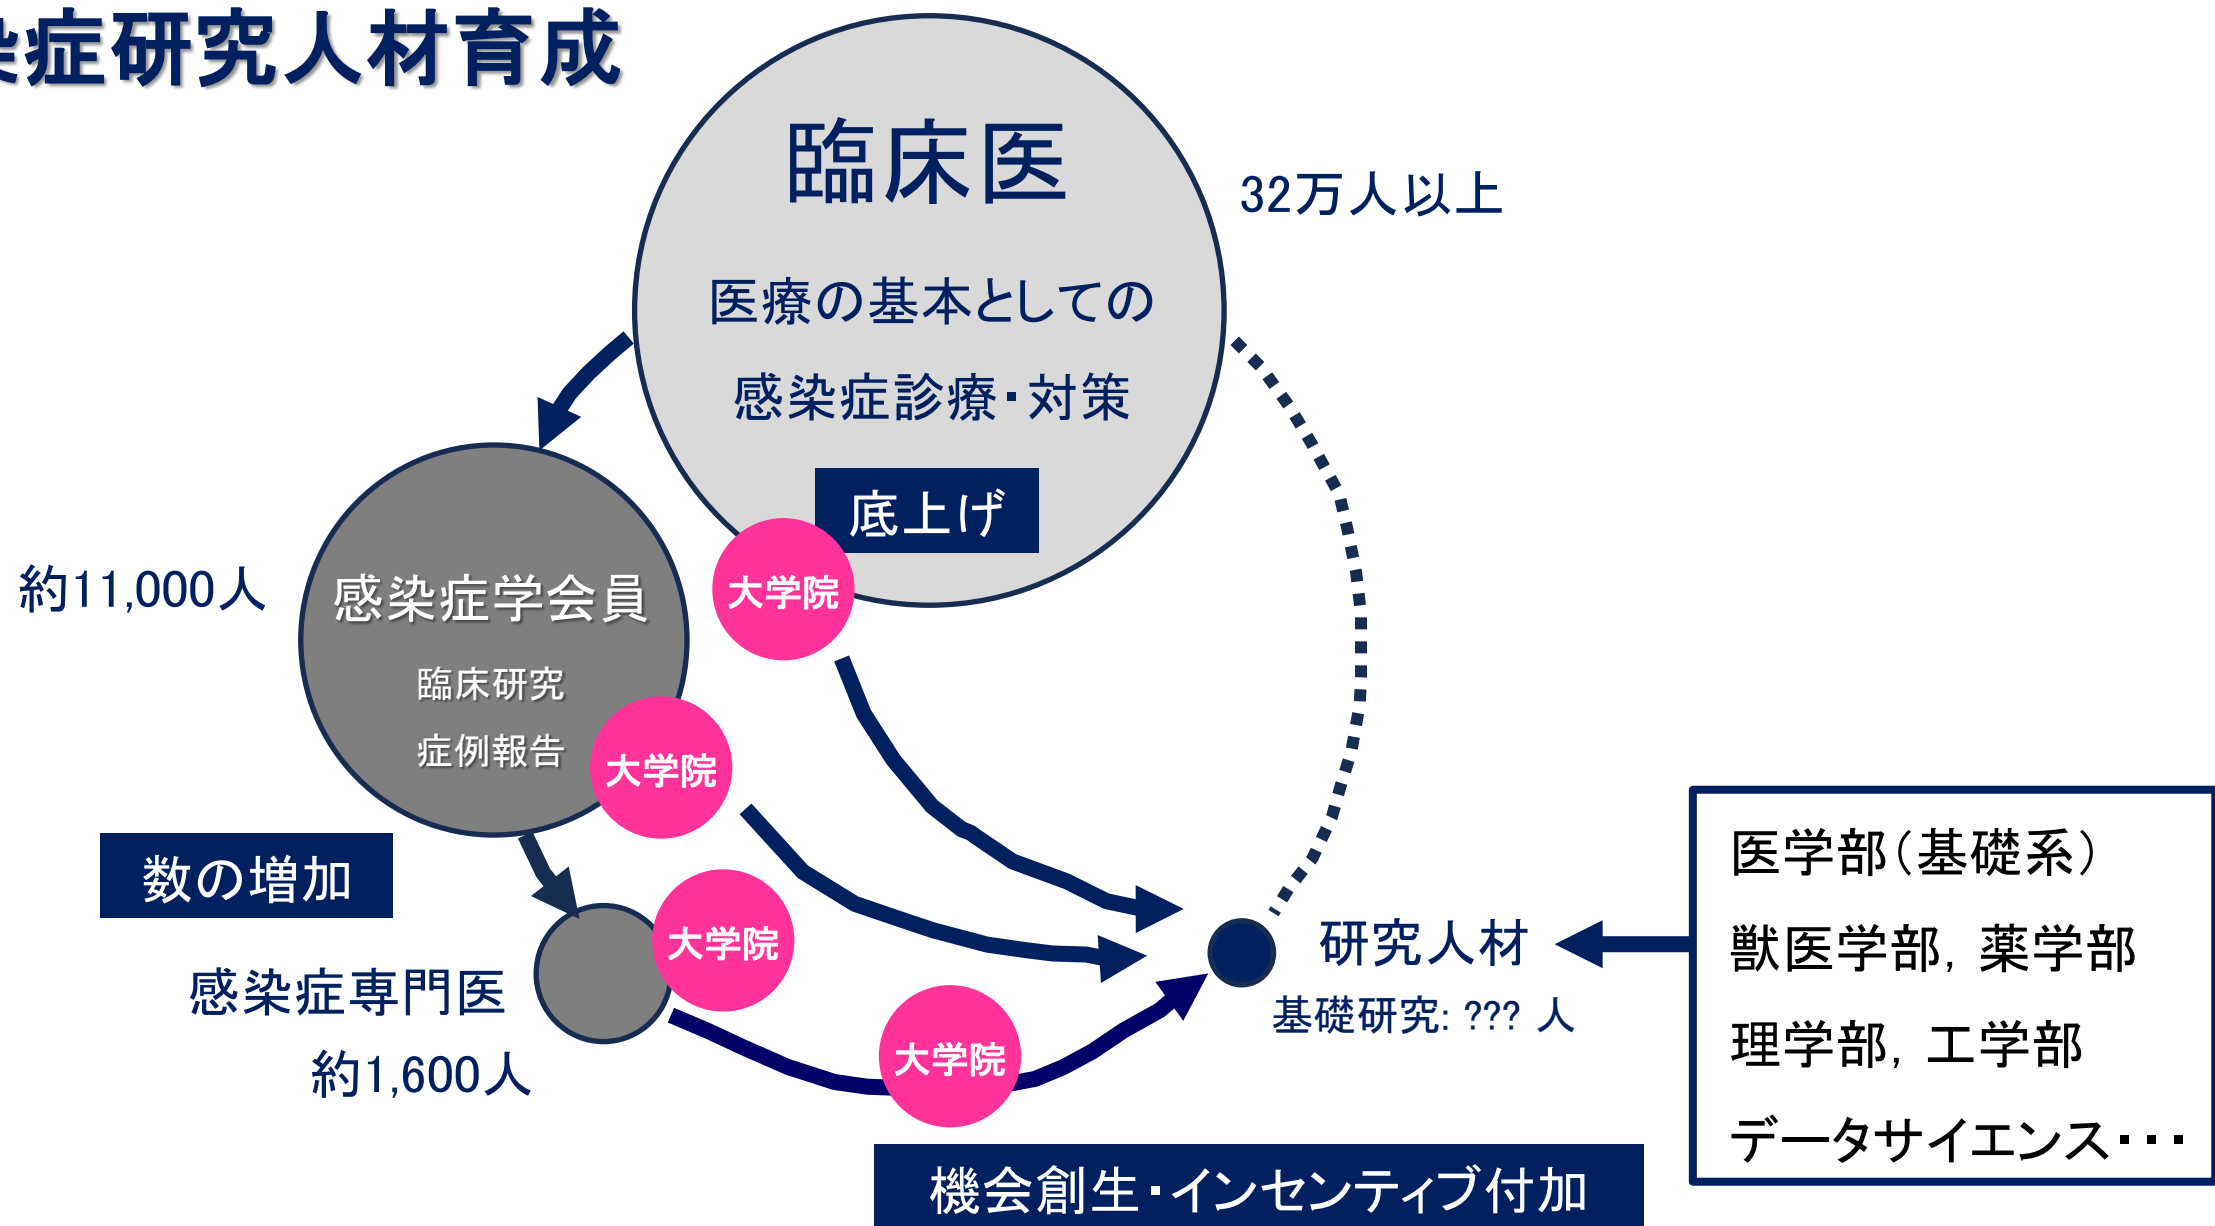 染症研究人材育成
臨床医
32万人以上
医療の基本としての
感染症診療・対策
底上げ
大学院
約11,000人
感染症学会員
臨床研究
症例報告
大学院
数の増加
大学院
感染症専門医
約1,600人
大学院
研究人材
基礎研究: ??? 人
医学部（基礎系）
獣医学部, 薬学部
理学部, 工学部
データサイエンス・・・
機会創生・インセンティブ付加